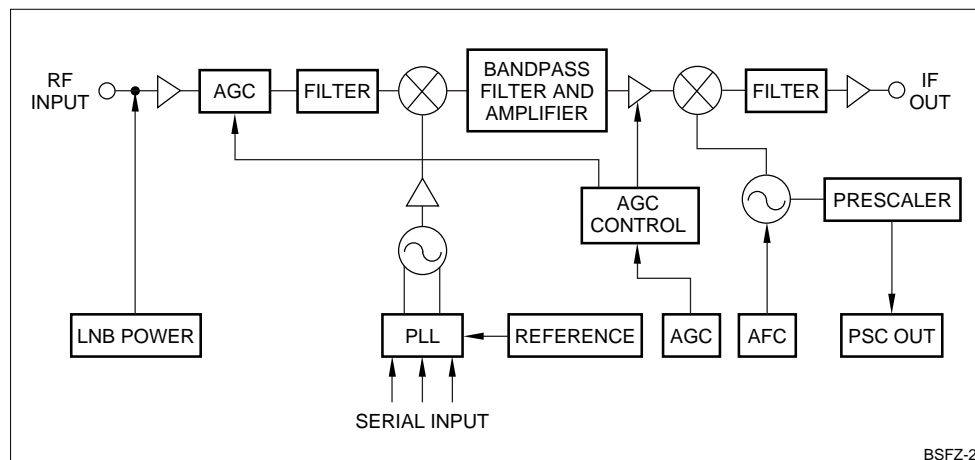 RF
INPUT
AGC
FILTER
BANDPASS
FILTER AND
AMPLIFIER
FILTER
IF
OUT
AGC
CONTROL
PRESCALER
LNB POWER
PLL
REFERENCE
AGC
AFC
PSC OUT
SERIAL INPUT
BSFZ-2